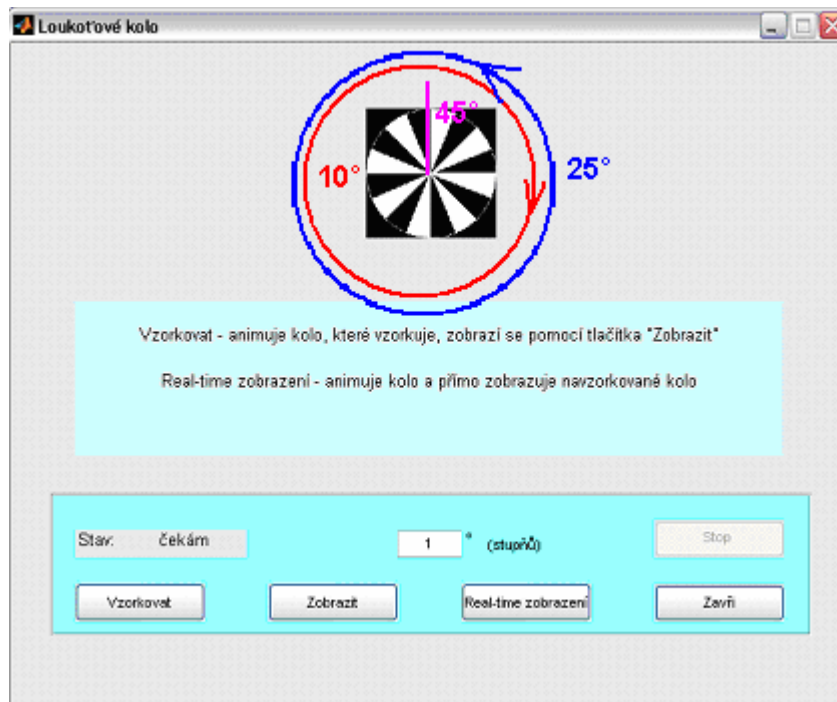 Loukoťové kolo
45°
10°
25°
Vzorkovat - animuje kolo, které vzorkuje, zobrazí se pomocí tlačítka "Zobrazit"
Real-time zobrazení - animuje kolo a přímo zobrazuje navzorkované kolo
Stav: čekám
1 ° (stupňů)
Stop
Vzorkovat
Zobrazit
Real-time zobrazení
Zavři